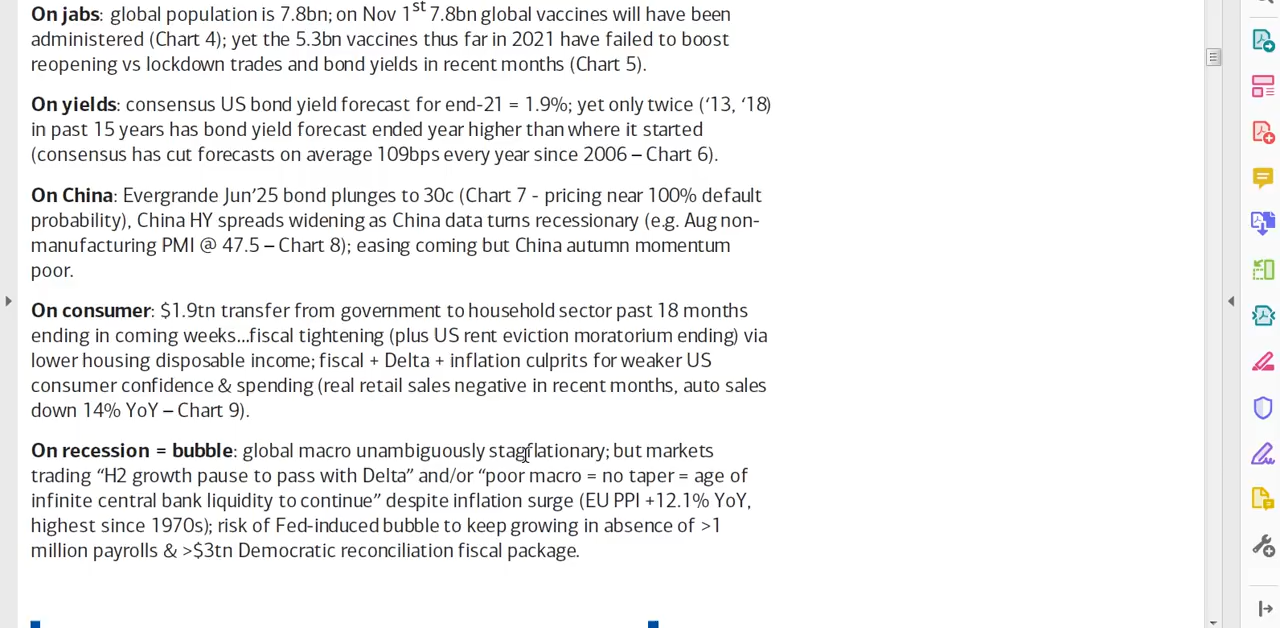 On jabs: global population is 7.8bn; on Nov 1st 7.8bn global vaccines will have been
administered (Chart 4); yet the 5.3bn vaccines thus far in 2021 have failed to boost
reopening vs lockdown trades and bond yields in recent months (Chart 5).
On yields: consensus US bond yield forecast for end-21 = 1.9%; yet only twice (‘13, ‘18)
in past 15 years has bond yield forecast ended year higher than where it started
(consensus has cut forecasts on average 109bps every year since 2006 – Chart 6).
On China: Evergrande Jun’25 bond plunges to 30c (Chart 7 - pricing near 100% default
probability), China HY spreads widening as China data turns recessionary (e.g. Aug non-
manufacturing PMI @ 47.5 – Chart 8); easing coming but China autumn momentum
poor.
On consumer: $1.9tn transfer from government to household sector past 18 months
ending in coming weeks...fiscal tightening (plus US rent eviction moratorium ending) via
lower housing disposable income; fiscal + Delta + inflation culprits for weaker US
consumer confidence & spending (real retail sales negative in recent months, auto sales
down 14% YoY – Chart 9).
On recession = bubble: global macro unambiguously stagflationary; but markets
trading “H2 growth pause to pass with Delta” and/or “poor macro = no taper = age of
infinite central bank liquidity to continue” despite inflation surge (EU PPI +12.1% YoY,
highest since 1970s); risk of Fed-induced bubble to keep growing in absence of >1
million payrolls & >$3tn Democratic reconciliation fiscal package.